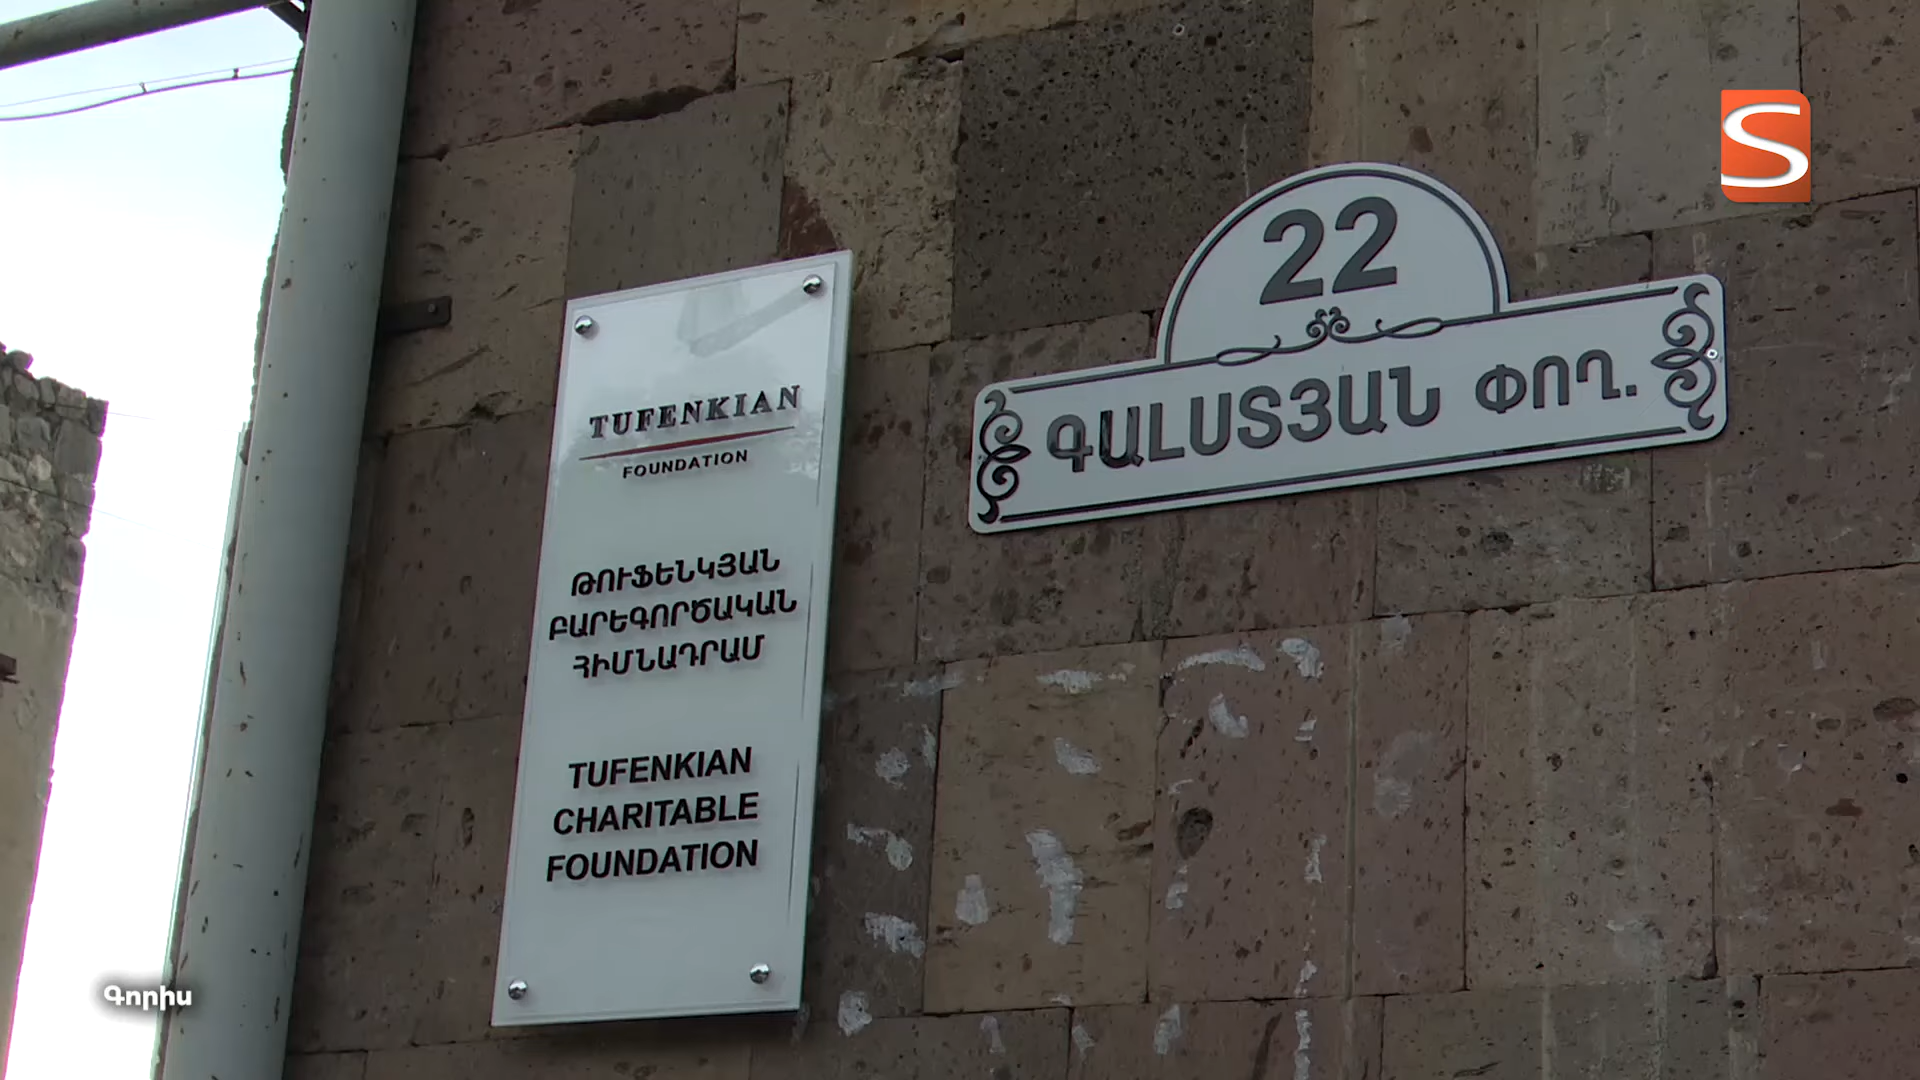 TUFENKIAN
FOUNDATION
ԹՈՒՖԵՆԿՅԱՆ
ԲԱՐԵԳՈՐԾԱԿԱՆ
ՀԻՄՆԱԴՐԱՄ
TUFENKIAN
CHARITABLE
FOUNDATION
22
ԳԱԼՍՏՅԱՆ ՓՈՂ.
S
Գորիս